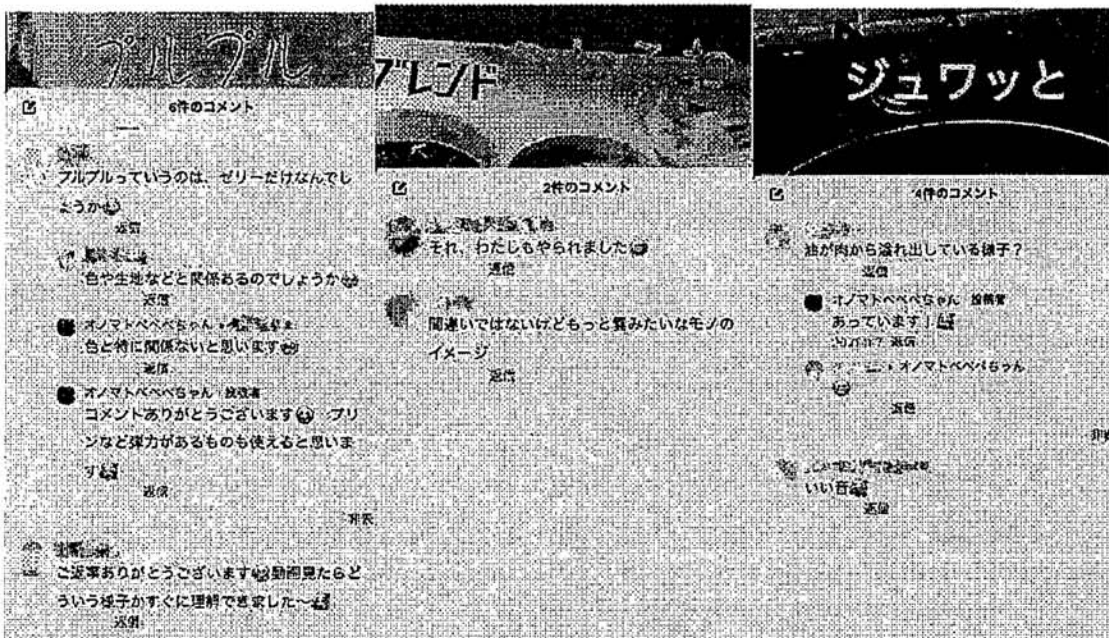 プルプル
6件のコメント
プルプルっていうのは、ゼリーだけなんでし
ょうか
返信
色や生地などと関係あるのでしょうか
返信
オノマトペペペちゃん
色と特に関係ないと思います
返信
オノマトペペペちゃん・投稿者
コメントありがとうございます プリ
ンなど弾力があるものも使えると思いま
す
返信
非表
ご返事ありがとうございます動画見たらど
ういう様子かすぐに理解できました〜
返信
ブレンド
2件のコメント
それ、わたしもやられました
返信
間違いではないけどもっと糞みたいなモノの
イメージ
返信
ジュワッと
4件のコメント
油が肉から溢れ出している様子?
返信
オノマトペペペちゃん・投稿者
あっています!
返信
オノマトペペペちゃん
返信
いい音
返信